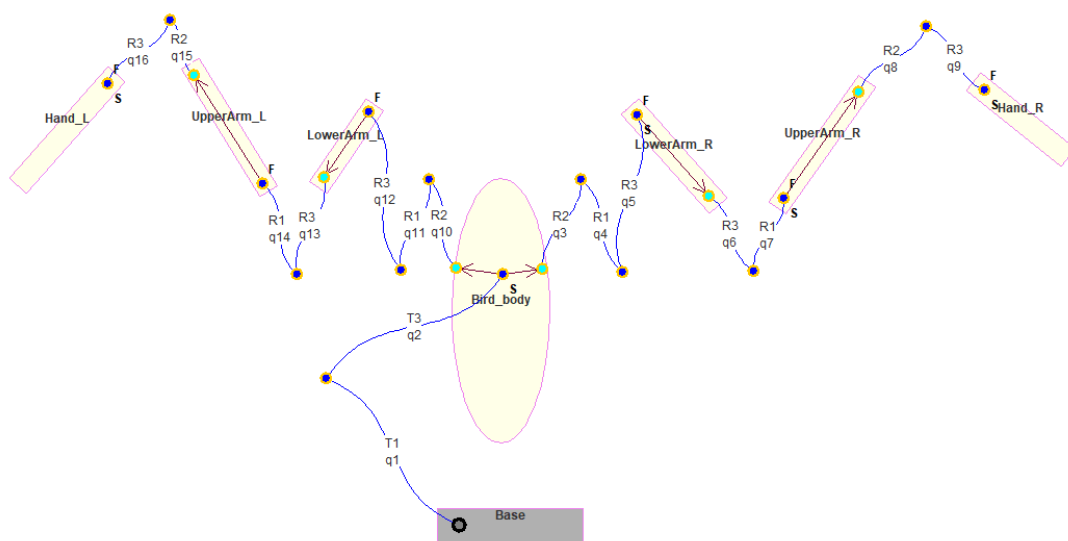 R3
q16
R2
q15
F
S
Hand_L
UpperArm_L
F
R1
q14
R3
q13
F
LowerArm_L
R3
q12
R1
q11
R2
q10
S
Bird_body
R2
q3
R1
q4
R3
q5
F
S
LowerArm_R
R3
q6
R1
q7
F
S
UpperArm_R
R2
q8
R3
q9
F
S
Hand_R
T3
q2
T1
q1
Base